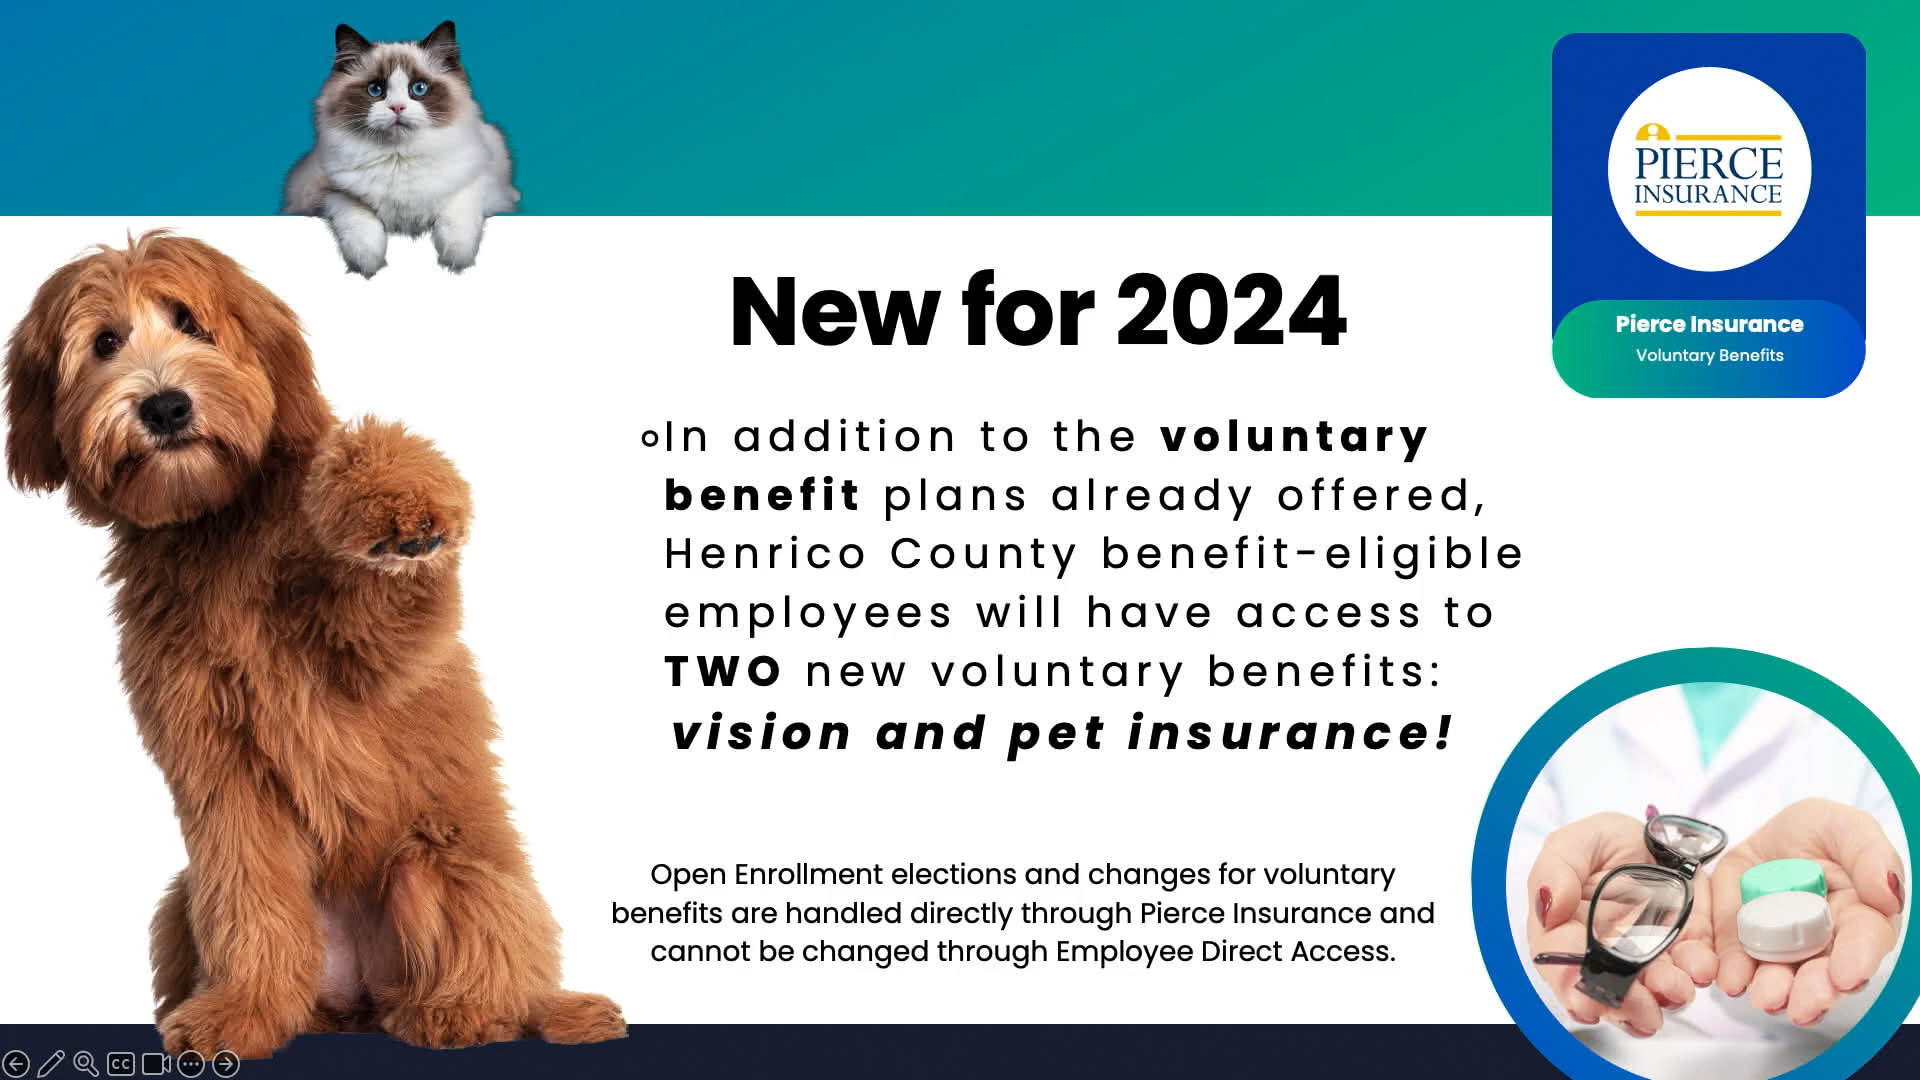 PIERCE
INSURANCE
Pierce Insurance
Voluntary Benefits
New for 2024
In addition to the voluntary
benefit plans already offered,
Henrico County benefit-eligible
employees will have access to
TWO new voluntary benefits:
vision and pet insurance!
Open Enrollment elections and changes for voluntary
benefits are handled directly through Pierce Insurance and
cannot be changed through Employee Direct Access.
CC